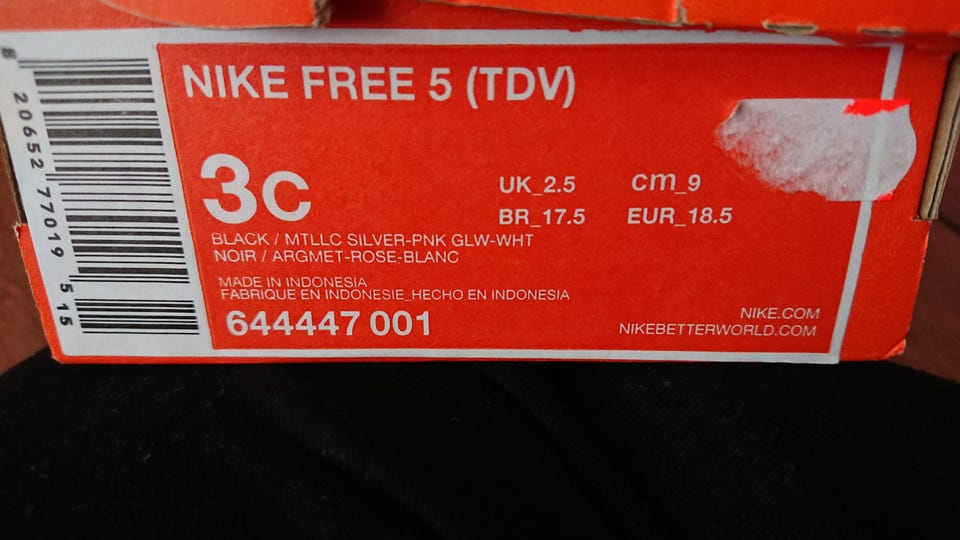 NIKE FREE 5 (TDV)
3C
UK_2.5 cm_9
BR_17.5 EUR_18.5
BLACK / MTLLC SILVER-PNK GLW-WHT
NOIR / ARGMET-ROSE-BLANC
MADE IN INDONESIA
FABRIQUE EN INDONESIE_HECHO EN INDONESIA
644447 001
NIKE.COM
NIKEBETTERWORLD.COM
8 20652 77019 5 15